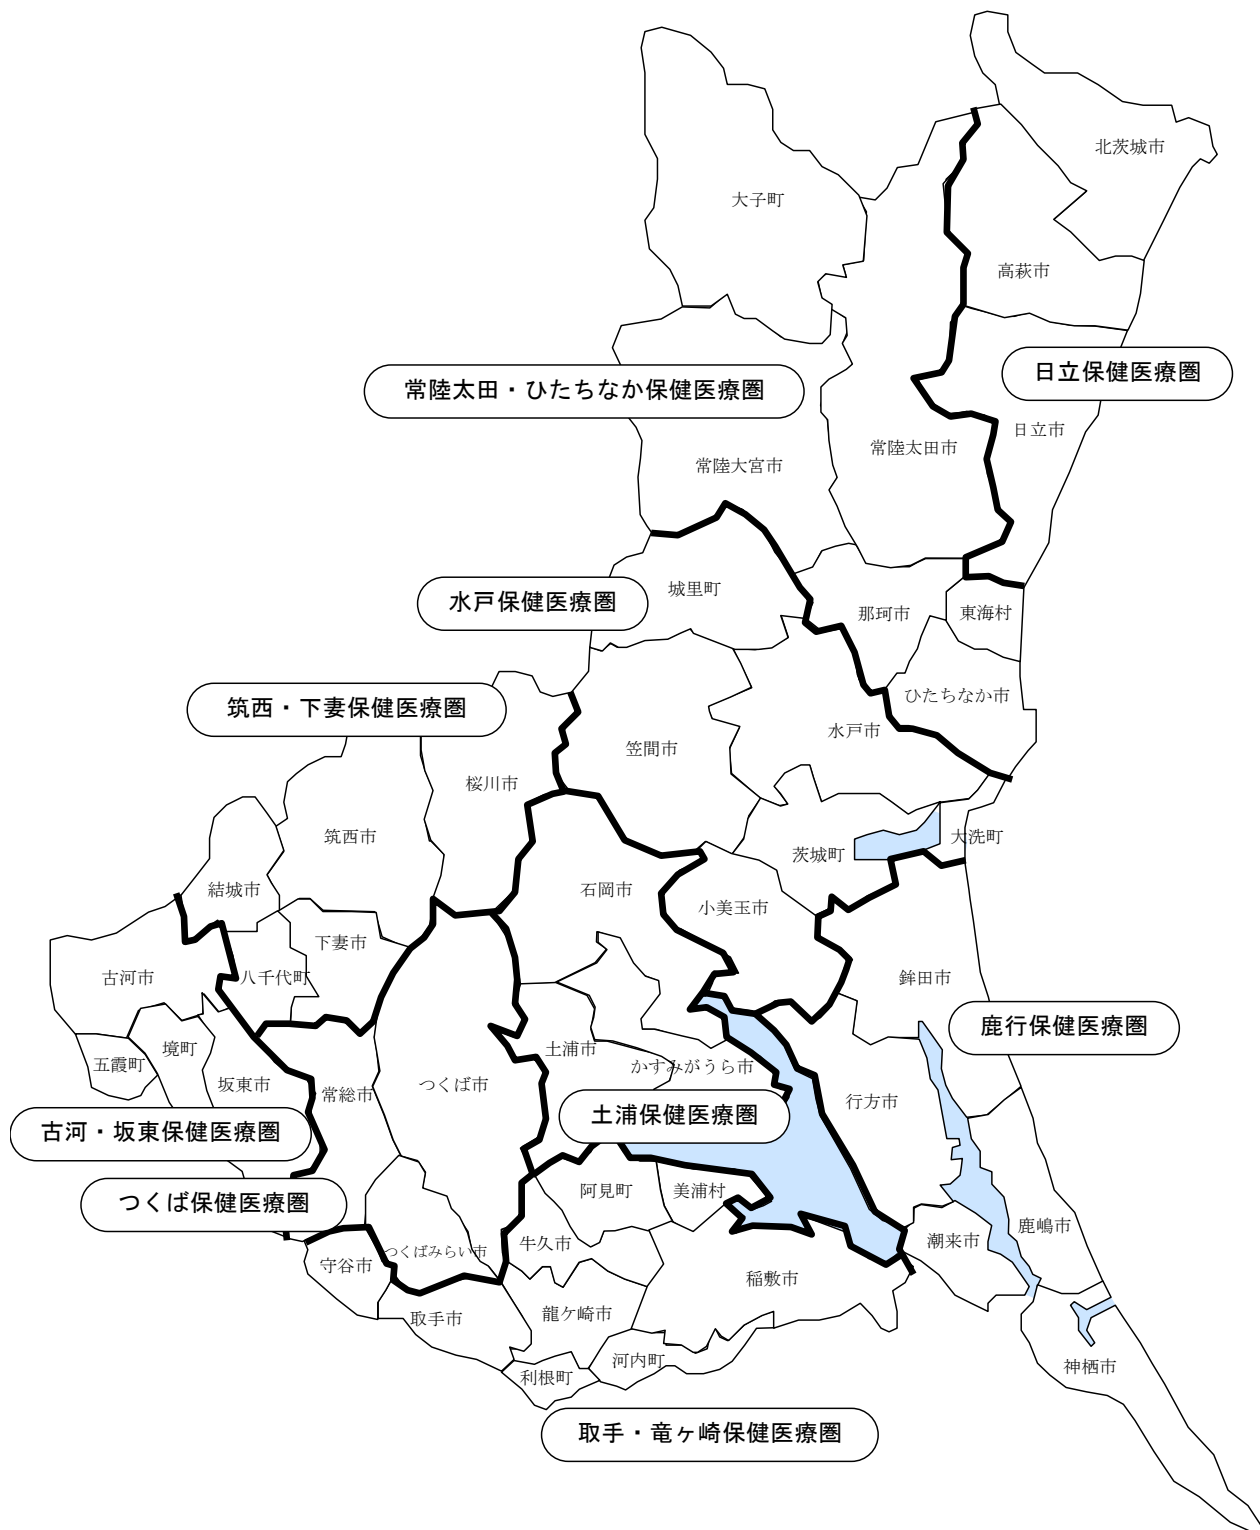 北茨城市
大子町
高萩市
日立保健医療圏
常陸太田・ひたちなか保健医療圏
日立市
常陸太田市
常陸大宮市
城里町
水戸保健医療圏
那珂市
東海村
ひたちなか市
筑西・下妻保健医療圏
水戸市
笠間市
桜川市
筑西市
大洗町
茨城町
結城市
石岡市
小美玉市
下妻市
古河市
八千代町
鉾田市
鹿行保健医療圏
境町
土浦市
五霞町
かすみがうら市
坂東市
つくば市
常総市
行方市
土浦保健医療圏
古河・坂東保健医療圏
阿見町
美浦村
つくば保健医療圏
鹿嶋市
潮来市
牛久市
つくばみらい市
守谷市
稲敷市
龍ケ崎市
取手市
河内町
神栖市
利根町
取手・竜ヶ崎保健医療圏